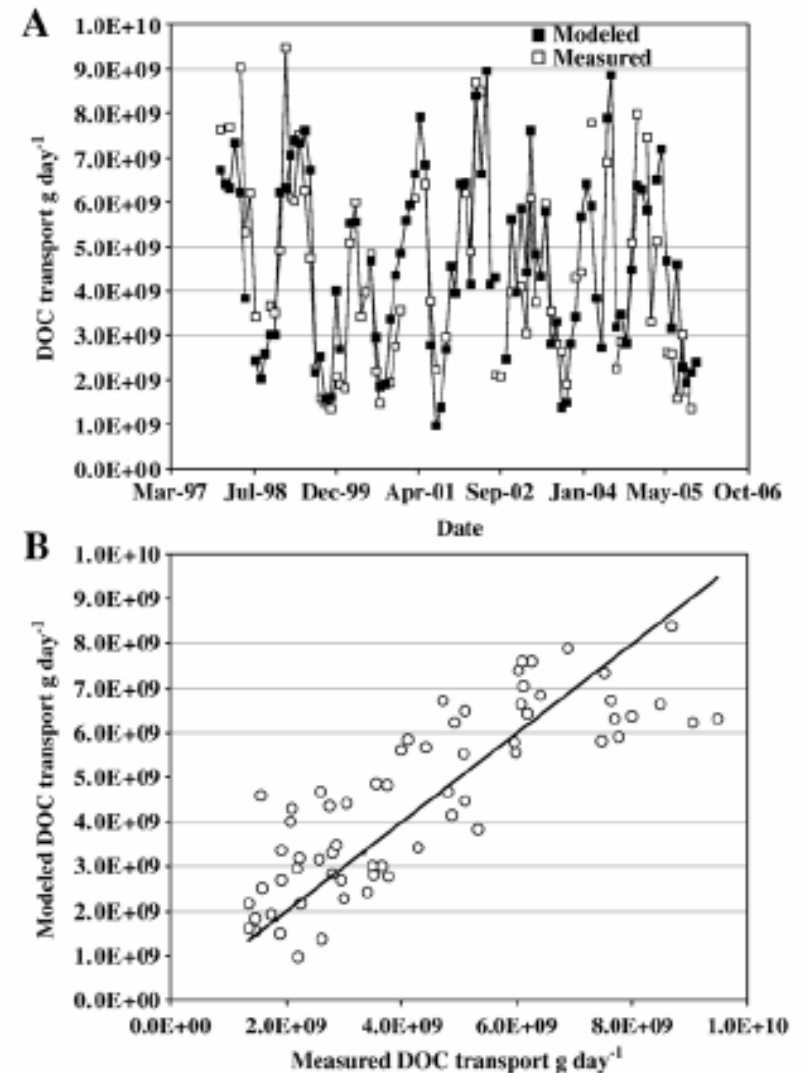 A
Modeled
Measured
DOC transport g day⁻¹
1.0E+10
9.0E+09
8.0E+09
7.0E+09
6.0E+09
5.0E+09
4.0E+09
3.0E+09
2.0E+09
1.0E+09
0.0E+00
Mar-97 Jul-98 Dec-99 Apr-01 Sep-02 Jan-04 May-05 Oct-06
Date
B
Modeled DOC transport g day⁻¹
1.0E+10
9.0E+09
8.0E+09
7.0E+09
6.0E+09
5.0E+09
4.0E+09
3.0E+09
2.0E+09
1.0E+09
0.0E+00
0.0E+00 2.0E+09 4.0E+09 6.0E+09 8.0E+09 1.0E+10
Measured DOC transport g day⁻¹